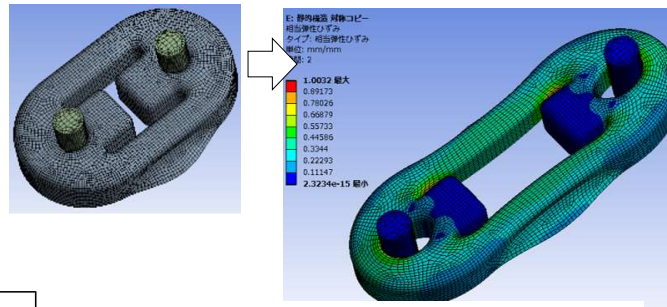 E: 静的構造 対称コピー
相当弾性ひずみ
タイプ: 相当弾性ひずみ
単位: mm/mm
: 2
1.0032 最大
0.89173
0.78026
0.66879
0.55733
0.44586
0.3344
0.22293
0.11147
2.3234e-15 最小